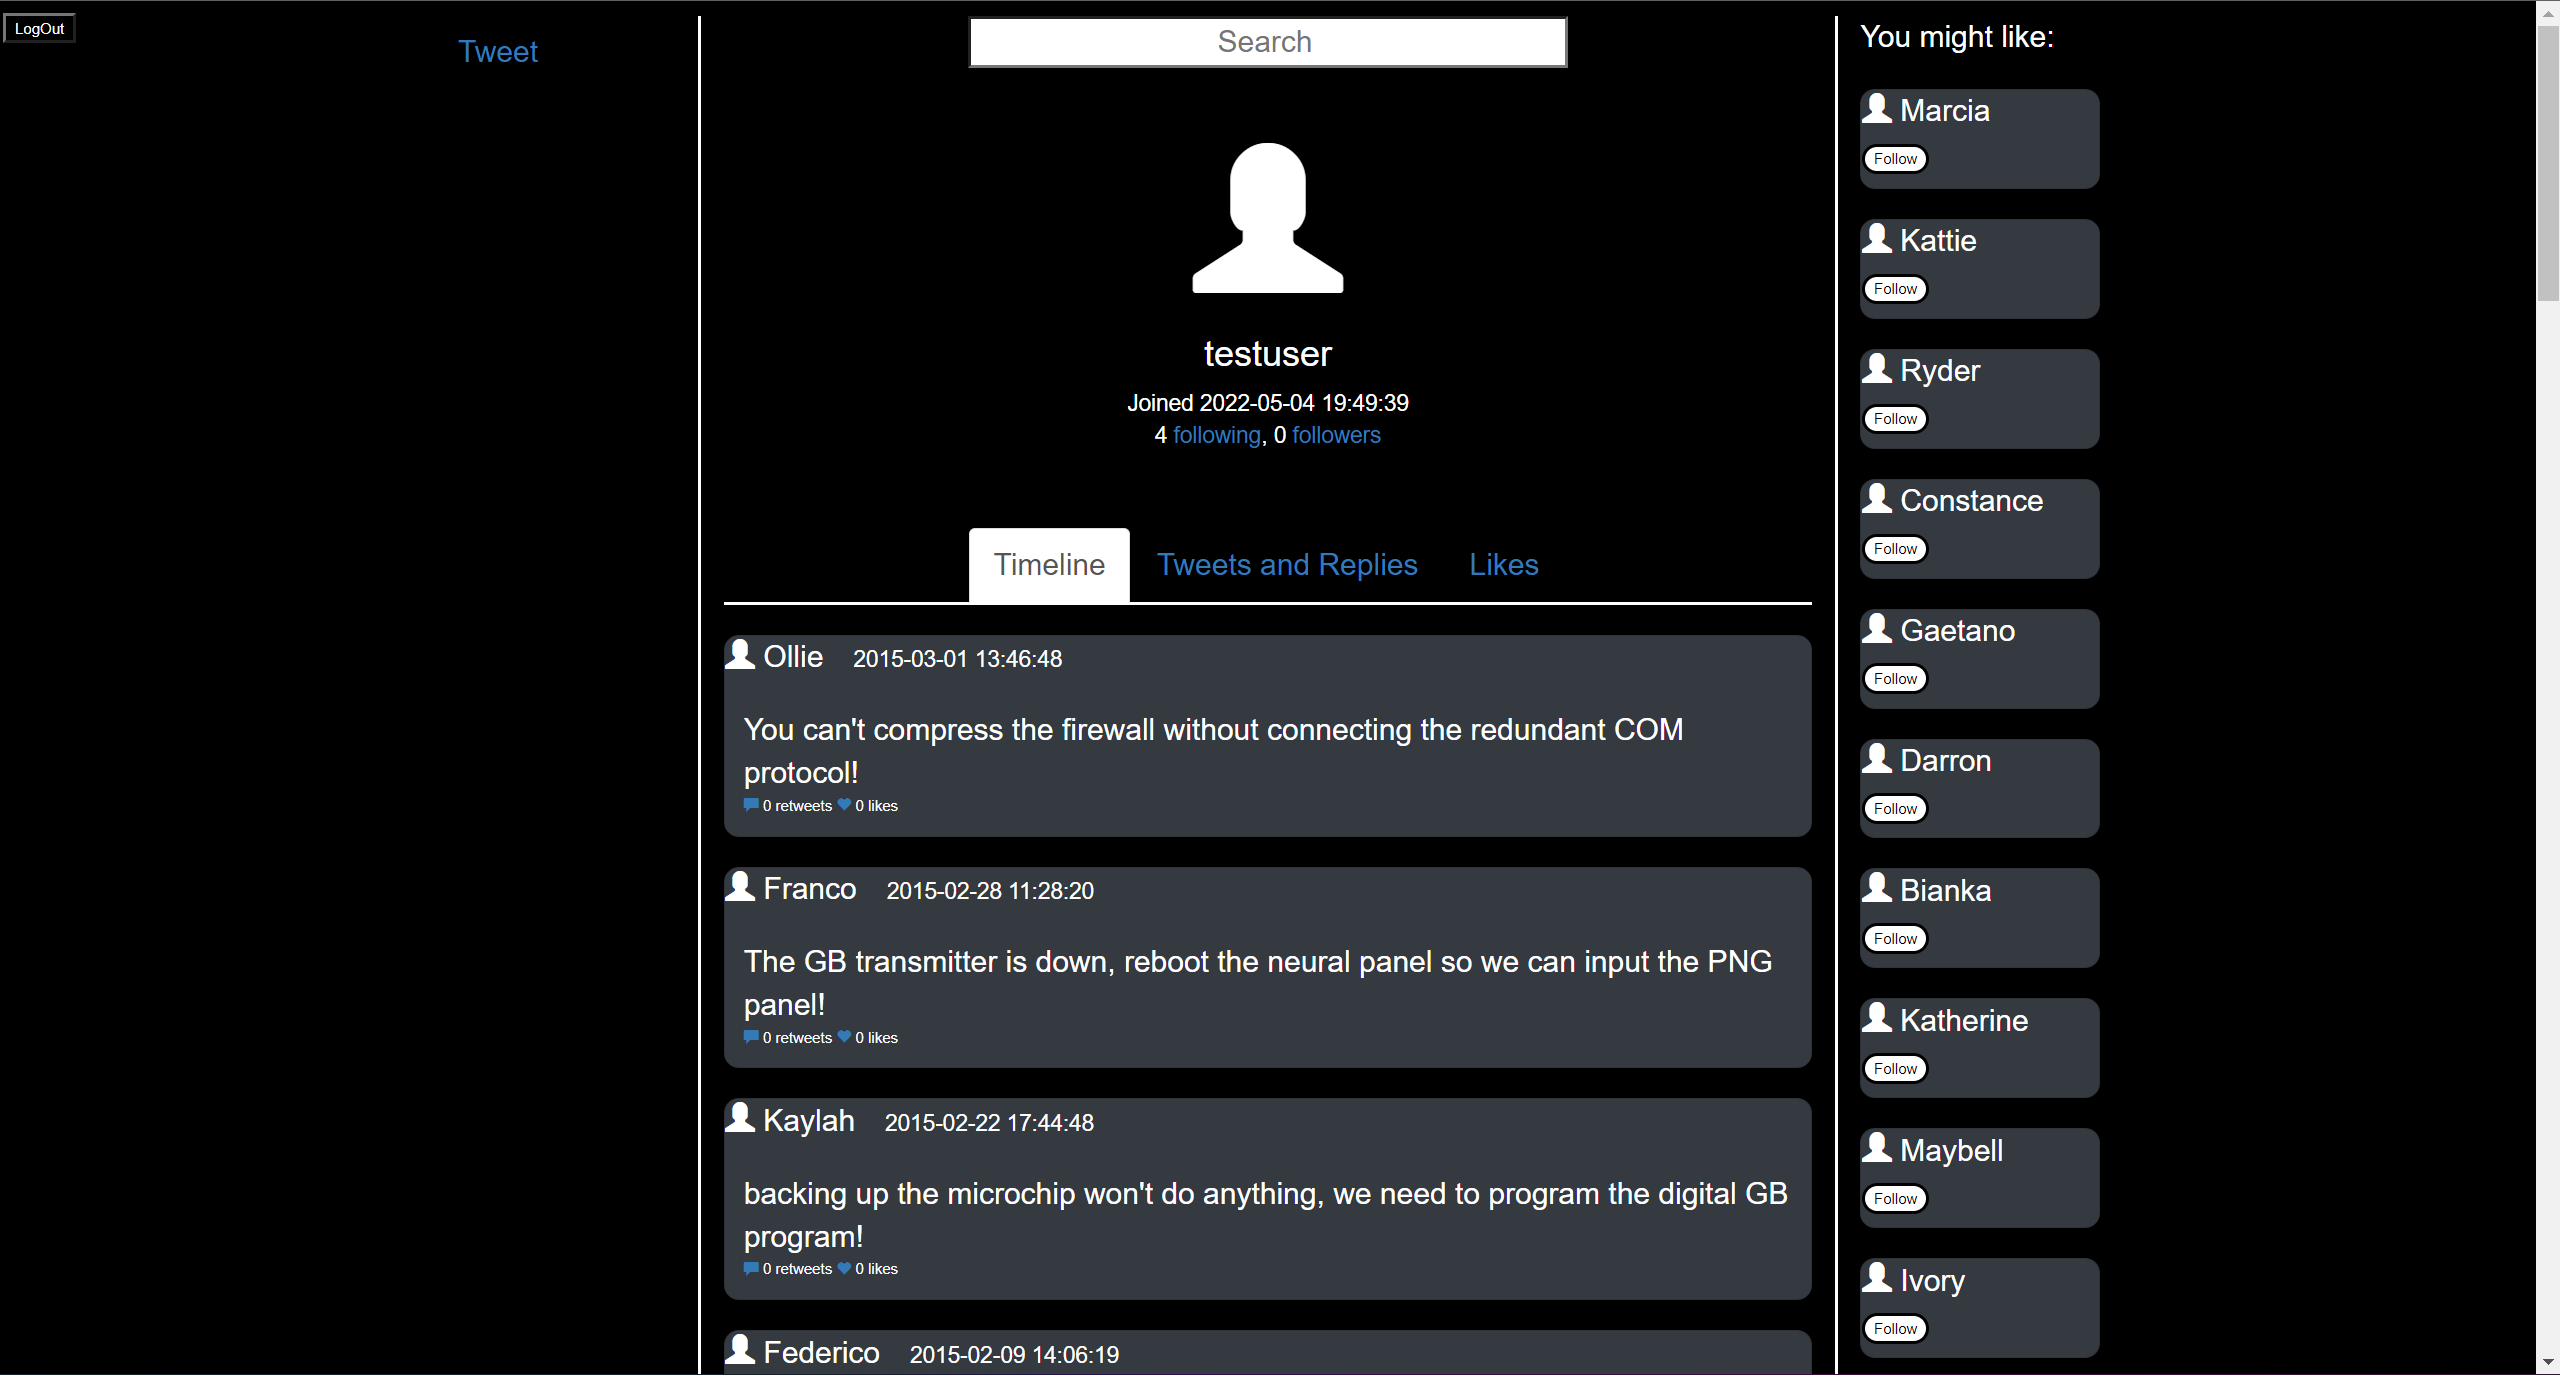 LogOut
Tweet
Search
testuser
Joined 2022-05-04 19:49:39
4 following, 0 followers
Timeline Tweets and Replies Likes
Ollie 2015-03-01 13:46:48
You can't compress the firewall without connecting the redundant COM
protocol!
0 retweets 0 likes
Franco 2015-02-28 11:28:20
The GB transmitter is down, reboot the neural panel so we can input the PNG
panel!
0 retweets 0 likes
Kaylah 2015-02-22 17:44:48
backing up the microchip won't do anything, we need to program the digital GB
program!
0 retweets 0 likes
Federico 2015-02-09 14:06:19
You might like:
Marcia
Follow
Kattie
Follow
Ryder
Follow
Constance
Follow
Gaetano
Follow
Darron
Follow
Bianka
Follow
Katherine
Follow
Maybell
Follow
Ivory
Follow